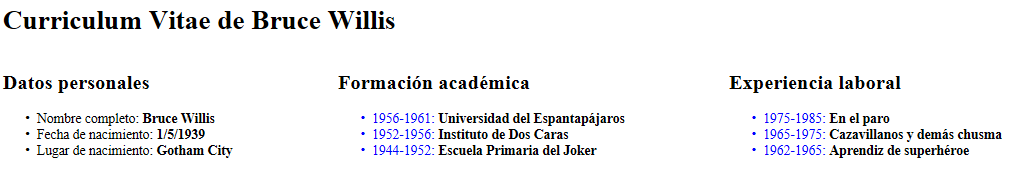 Curriculum Vitae de Bruce Willis
Datos personales
• Nombre completo: Bruce Willis
• Fecha de nacimiento: 1/5/1939
• Lugar de nacimiento: Gotham City
Formación académica
• 1956-1961: Universidad del Espantapájaros
• 1952-1956: Instituto de Dos Caras
• 1944-1952: Escuela Primaria del Joker
Experiencia laboral
• 1975-1985: En el paro
• 1965-1975: Cazavillanos y demás chusma
• 1962-1965: Aprendiz de superhéroe